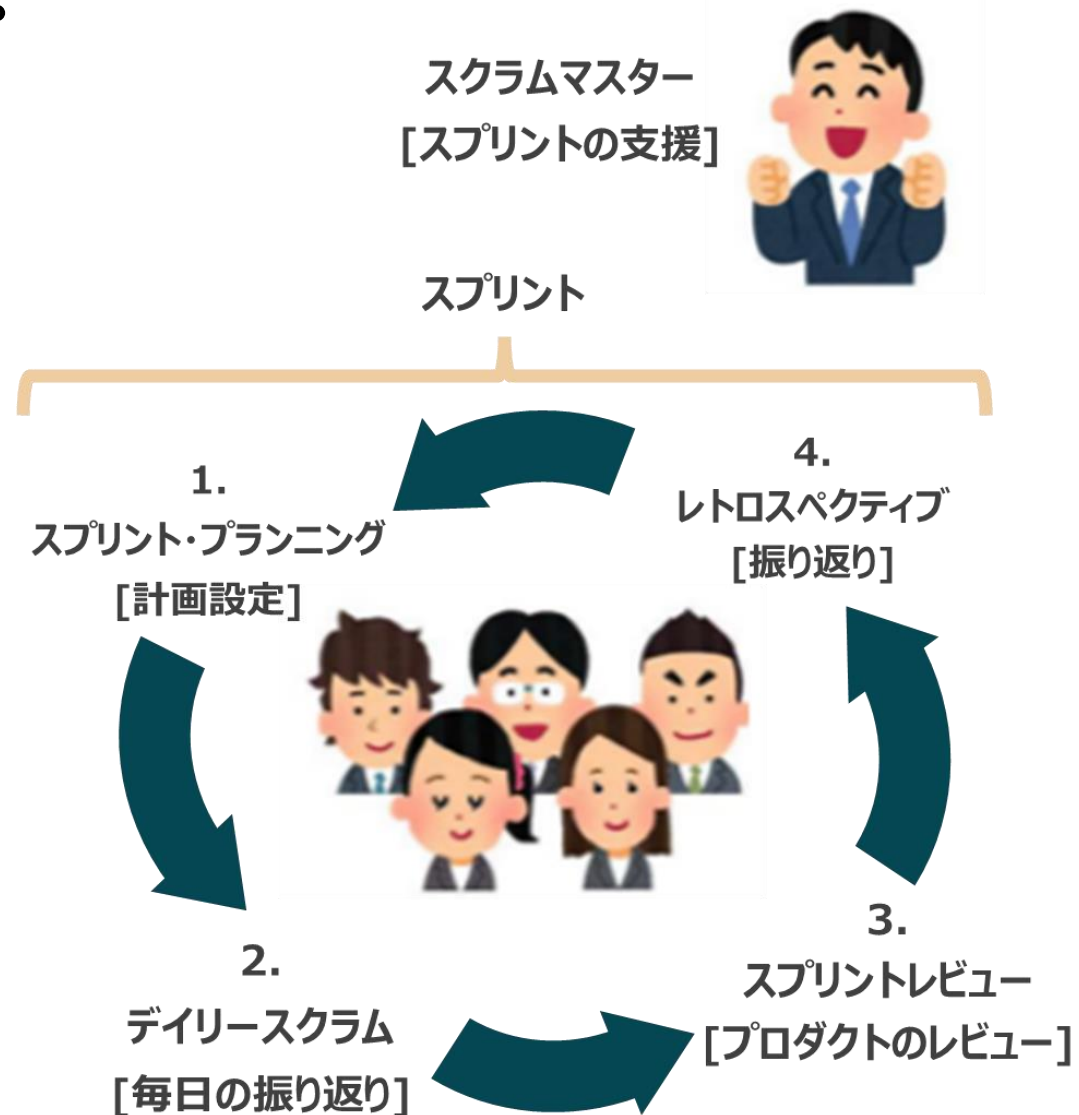 スクラムマスター
[スプリントの支援]
スプリント
1.
スプリント・プランニング
[計画設定]
2.
デイリースクラム
[毎日の振り返り]
3.
スプリントレビュー
[プロダクトのレビュー]
4.
レトロスペクティブ
[振り返り]